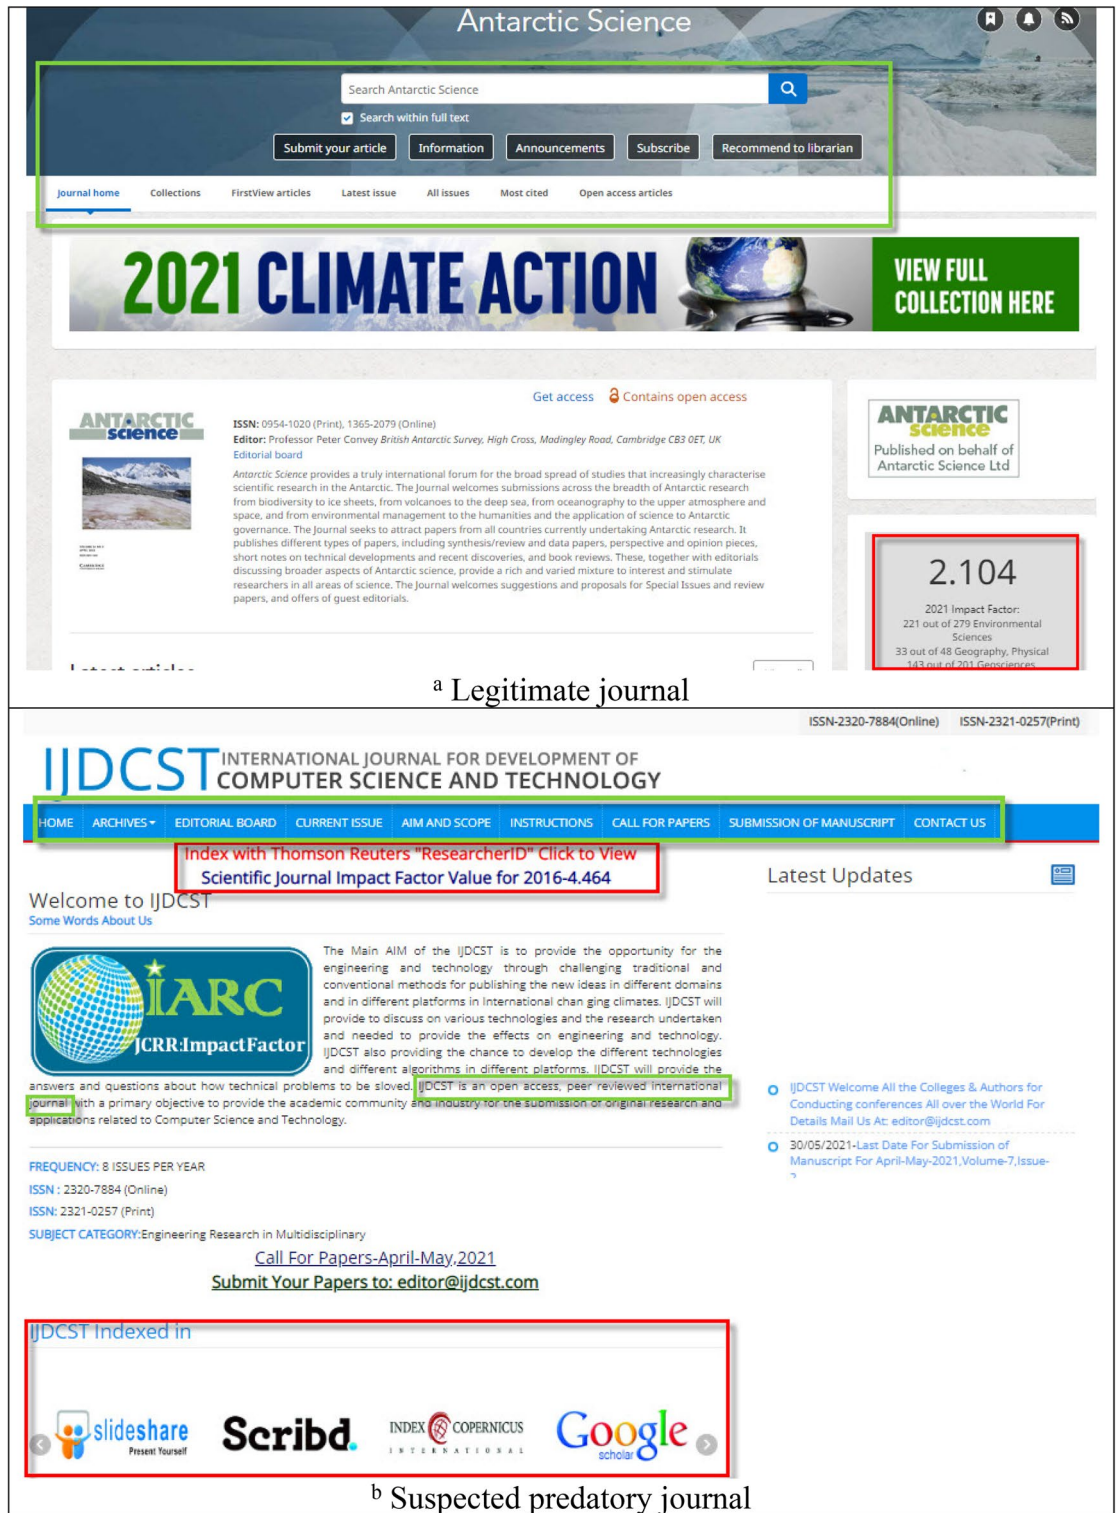 Antarctic Science
Search Antarctic Science
Search within full text
Submit your article Information Announcements Subscribe Recommend to librarian
Journal home Collections FirstView articles Latest issue All issues Most cited Open access articles
2021 CLIMATE ACTION
VIEW FULL
COLLECTION HERE
Get access Contains open access
ANTARCTIC
science
ISSN: 0954-1020 (Print), 1365-2079 (Online)
Editor: Professor Peter Convey British Antarctic Survey, High Cross, Madingley Road, Cambridge CB3 0ET, UK
Editorial board
Antarctic Science provides a truly international forum for the broad spread of studies that increasingly characterise
scientific research in the Antarctic. The Journal welcomes submissions across the breadth of Antarctic research
from biodiversity to ice sheets, from volcanoes to the deep sea, from oceanography to the upper atmosphere and
space, and from environmental management to the humanities and the application of science to Antarctic
governance. The Journal seeks to attract papers from all countries currently undertaking Antarctic research. It
publishes different types of papers, including synthesis/review and data papers, perspective and opinion pieces,
short notes on technical developments and recent discoveries, and book reviews. These, together with editorials
discussing broader aspects of Antarctic science, provide a rich and varied mixture to interest and stimulate
researchers in all areas of science. The Journal welcomes suggestions and proposals for Special Issues and review
papers, and offers of guest editorials.
ANTARCTIC
science
Published on behalf of
Antarctic Science Ltd
2.104
2021 Impact Factor:
221 out of 279 Environmental
Sciences
33 out of 48 Geography, Physical
143 out of 201 Geosciences
Latest articles
a Legitimate journal
ISSN-2320-7884(Online) ISSN-2321-0257(Print)
IJDCST INTERNATIONAL JOURNAL FOR DEVELOPMENT OF
COMPUTER SCIENCE AND TECHNOLOGY
HOME ARCHIVES EDITORIAL BOARD CURRENT ISSUE AIM AND SCOPE INSTRUCTIONS CALL FOR PAPERS SUBMISSION OF MANUSCRIPT CONTACT US
Index with Thomson Reuters "ResearcherID" Click to View
Scientific Journal Impact Factor Value for 2016-4.464
Welcome to IJDCST
Some Words About Us
IARC
JCRR:ImpactFactor
The Main AIM of the IJDCST is to provide the opportunity for the
engineering and technology through challenging traditional and
conventional methods for publishing the new ideas in different domains
and in different platforms in International chan ging climates. IJDCST will
provide to discuss on various technologies and the research undertaken
and needed to provide the effects on engineering and technology.
IJDCST also providing the chance to develop the different technologies
and different algorithms in different platforms. IJDCST will provide the
answers and questions about how technical problems to be sloved. IJDCST is an open access, peer reviewed international
journal with a primary objective to provide the academic community and industry for the submission of original research and
applications related to Computer Science and Technology.
FREQUENCY: 8 ISSUES PER YEAR
ISSN : 2320-7884 (Online)
ISSN: 2321-0257 (Print)
SUBJECT CATEGORY:Engineering Research in Multidisciplinary
Call For Papers-April-May,2021
Submit Your Papers to: editor@ijdcst.com
Latest Updates
IJDCST Welcome All the Colleges & Authors for
Conducting conferences All over the World For
Details Mail Us At: editor@ijdcst.com
30/05/2021-Last Date For Submission of
Manuscript For April-May-2021,Volume-7,Issue-
IJDCST Indexed in
slideshare
Present Yourself
Scribd.
INDEX COPERNICUS
INTERNATIONAL
Google
scholar
b Suspected predatory journal